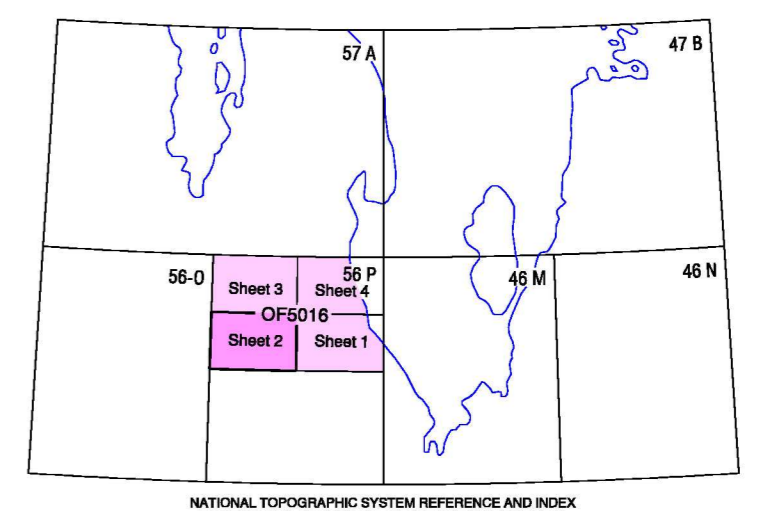 57 A
47 B
56-O
56 P
46 M
46 N
Sheet 3
Sheet 4
OF5016
Sheet 2
Sheet 1
NATIONAL TOPOGRAPHIC SYSTEM REFERENCE AND INDEX